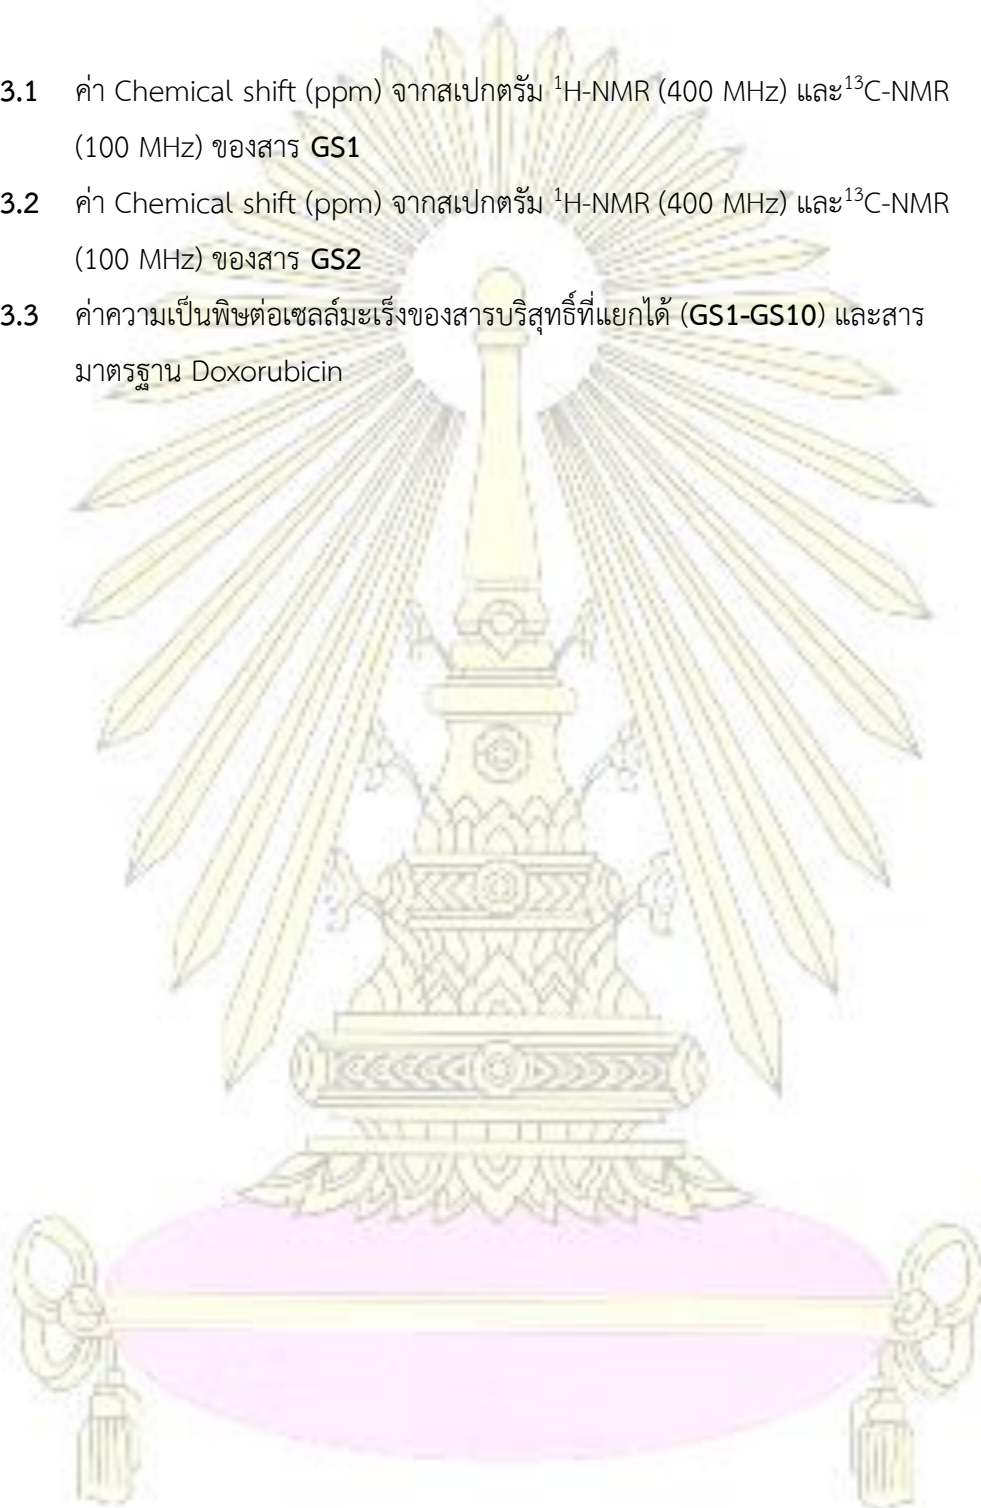 3.1 ค่า Chemical shift (ppm) จากสเปกตรัม ¹H-NMR (400 MHz) และ¹³C-NMR
(100 MHz) ของสาร GS1
3.2 ค่า Chemical shift (ppm) จากสเปกตรัม ¹H-NMR (400 MHz) และ¹³C-NMR
(100 MHz) ของสาร GS2
3.3 ค่าความเป็นพิษต่อเซลล์มะเร็งของสารบริสุทธิ์ที่แยกได้ (GS1-GS10) และสาร
มาตรฐาน Doxorubicin